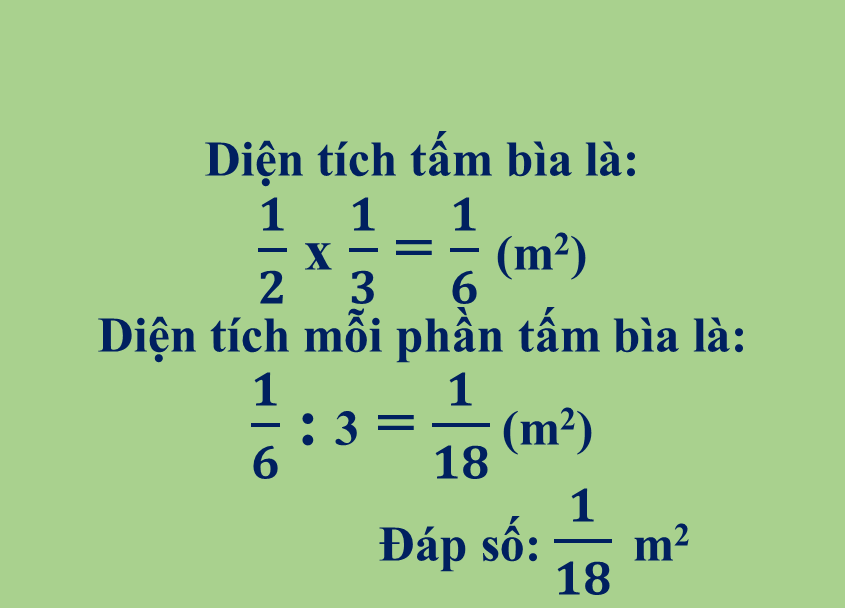 Diện tích tấm bìa là:
1/2 x 1/3 = 1/6 (m²)
Diện tích mỗi phần tấm bìa là:
1/6 : 3 = 1/18 (m²)
Đáp số: 1/18 m²